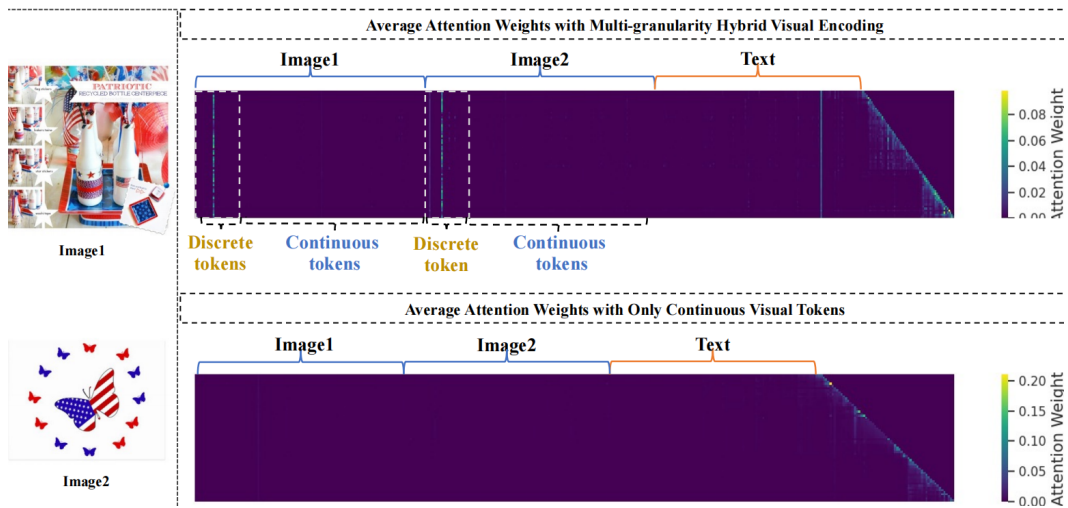 Average Attention Weights with Multi-granularity Hybrid Visual Encoding
Image1
Image2
Text
PATRIOTIC
RECYCLED BOTTLE CENTERPIECE
0.08
0.06
0.04
0.02
0.00
Attention Weight
Image1
Discrete
tokens
Continuous
tokens
Discrete
token
Continuous
tokens
Average Attention Weights with Only Continuous Visual Tokens
Image1
Image2
Text
0.20
0.15
0.10
0.05
0.00
Attention Weight
Image2